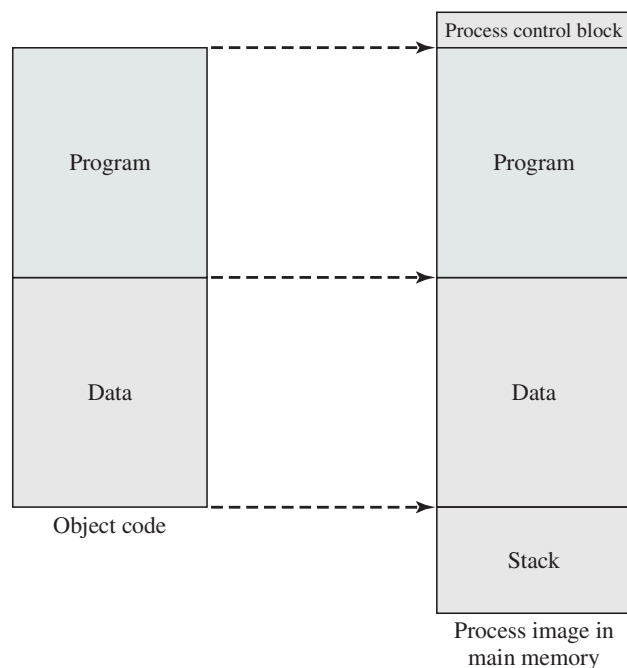 Process control block
Program
Program
Data
Data
Object code
Stack
Process image in
main memory